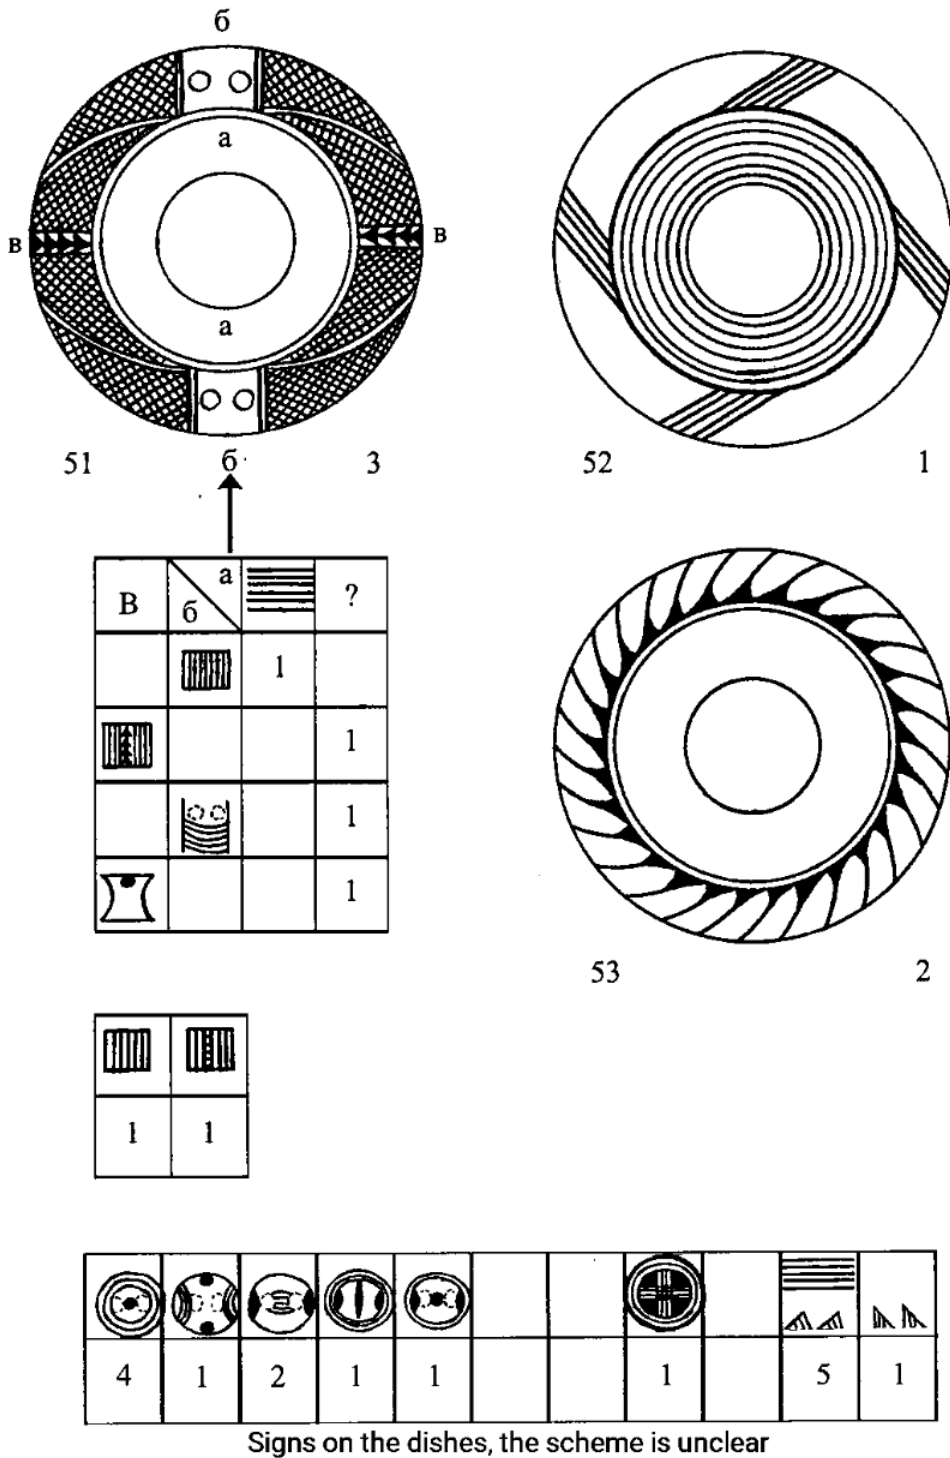 б
а
в в
а
51 б 3
52 1
В б а ?
1
1
1
1
53 2
1 1
4 1 2 1 1 1 5 1
Signs on the dishes, the scheme is unclear